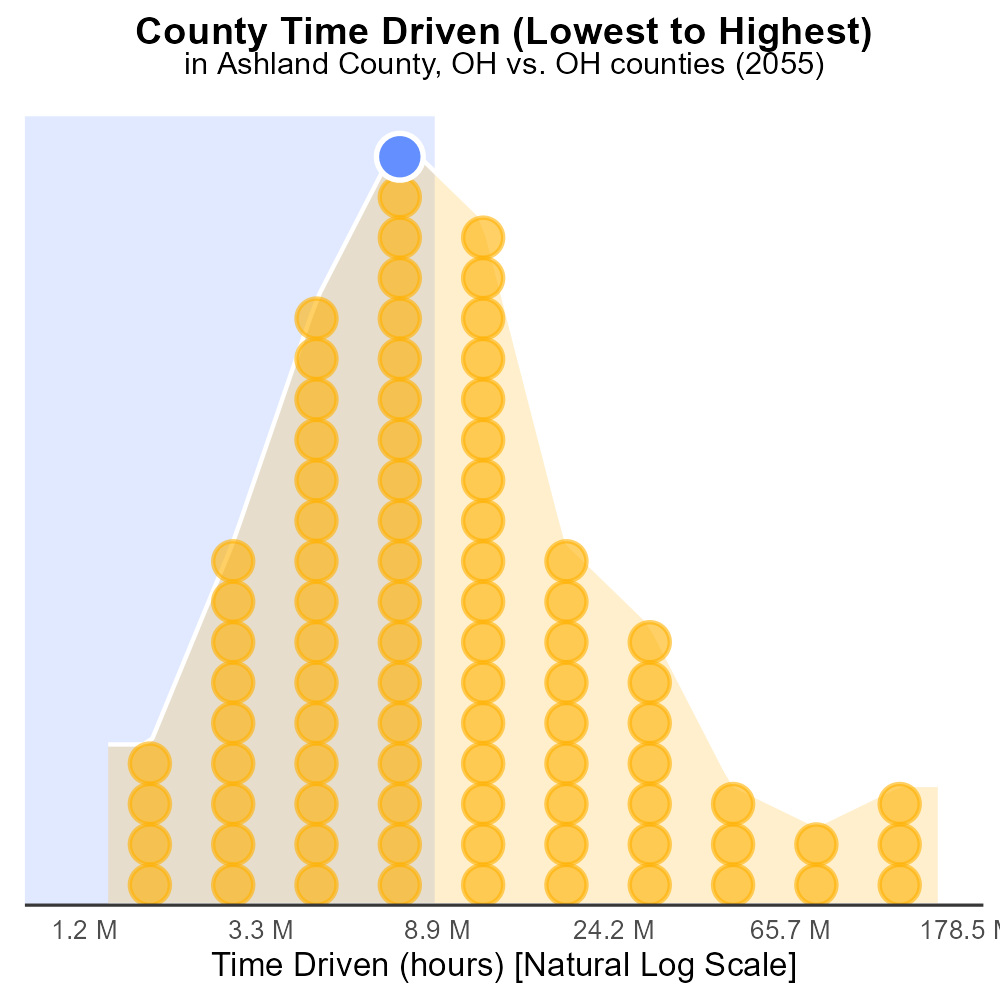 County Time Driven (Lowest to Highest)
in Ashland County, OH vs. OH counties (2055)
1.2 M 3.3 M 8.9 M 24.2 M 65.7 M 178.5 M
Time Driven (hours) [Natural Log Scale]